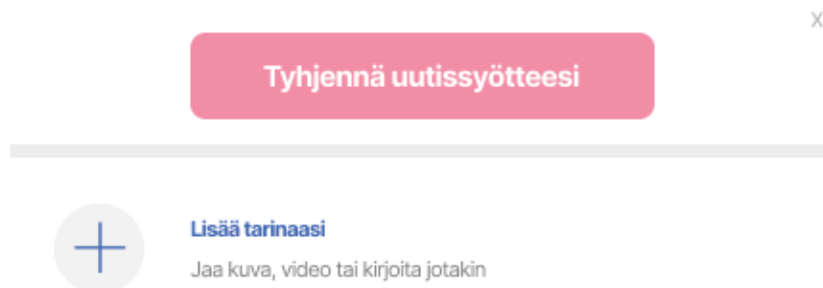 X
Tyhjennä uutissyötteesi
Lisää tarinaasi
Jaa kuva, video tai kirjoita jotakin